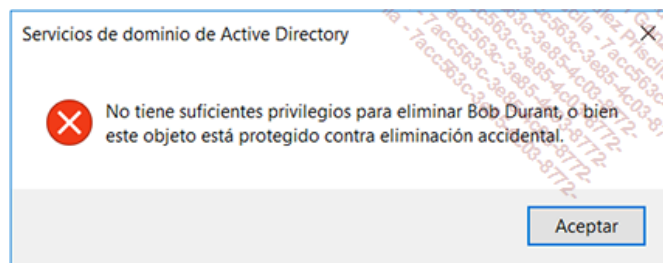 Servicios de dominio de Active Directory
No tiene suficientes privilegios para eliminar Bob Durant, o bien
este objeto está protegido contra eliminación accidental.
Aceptar